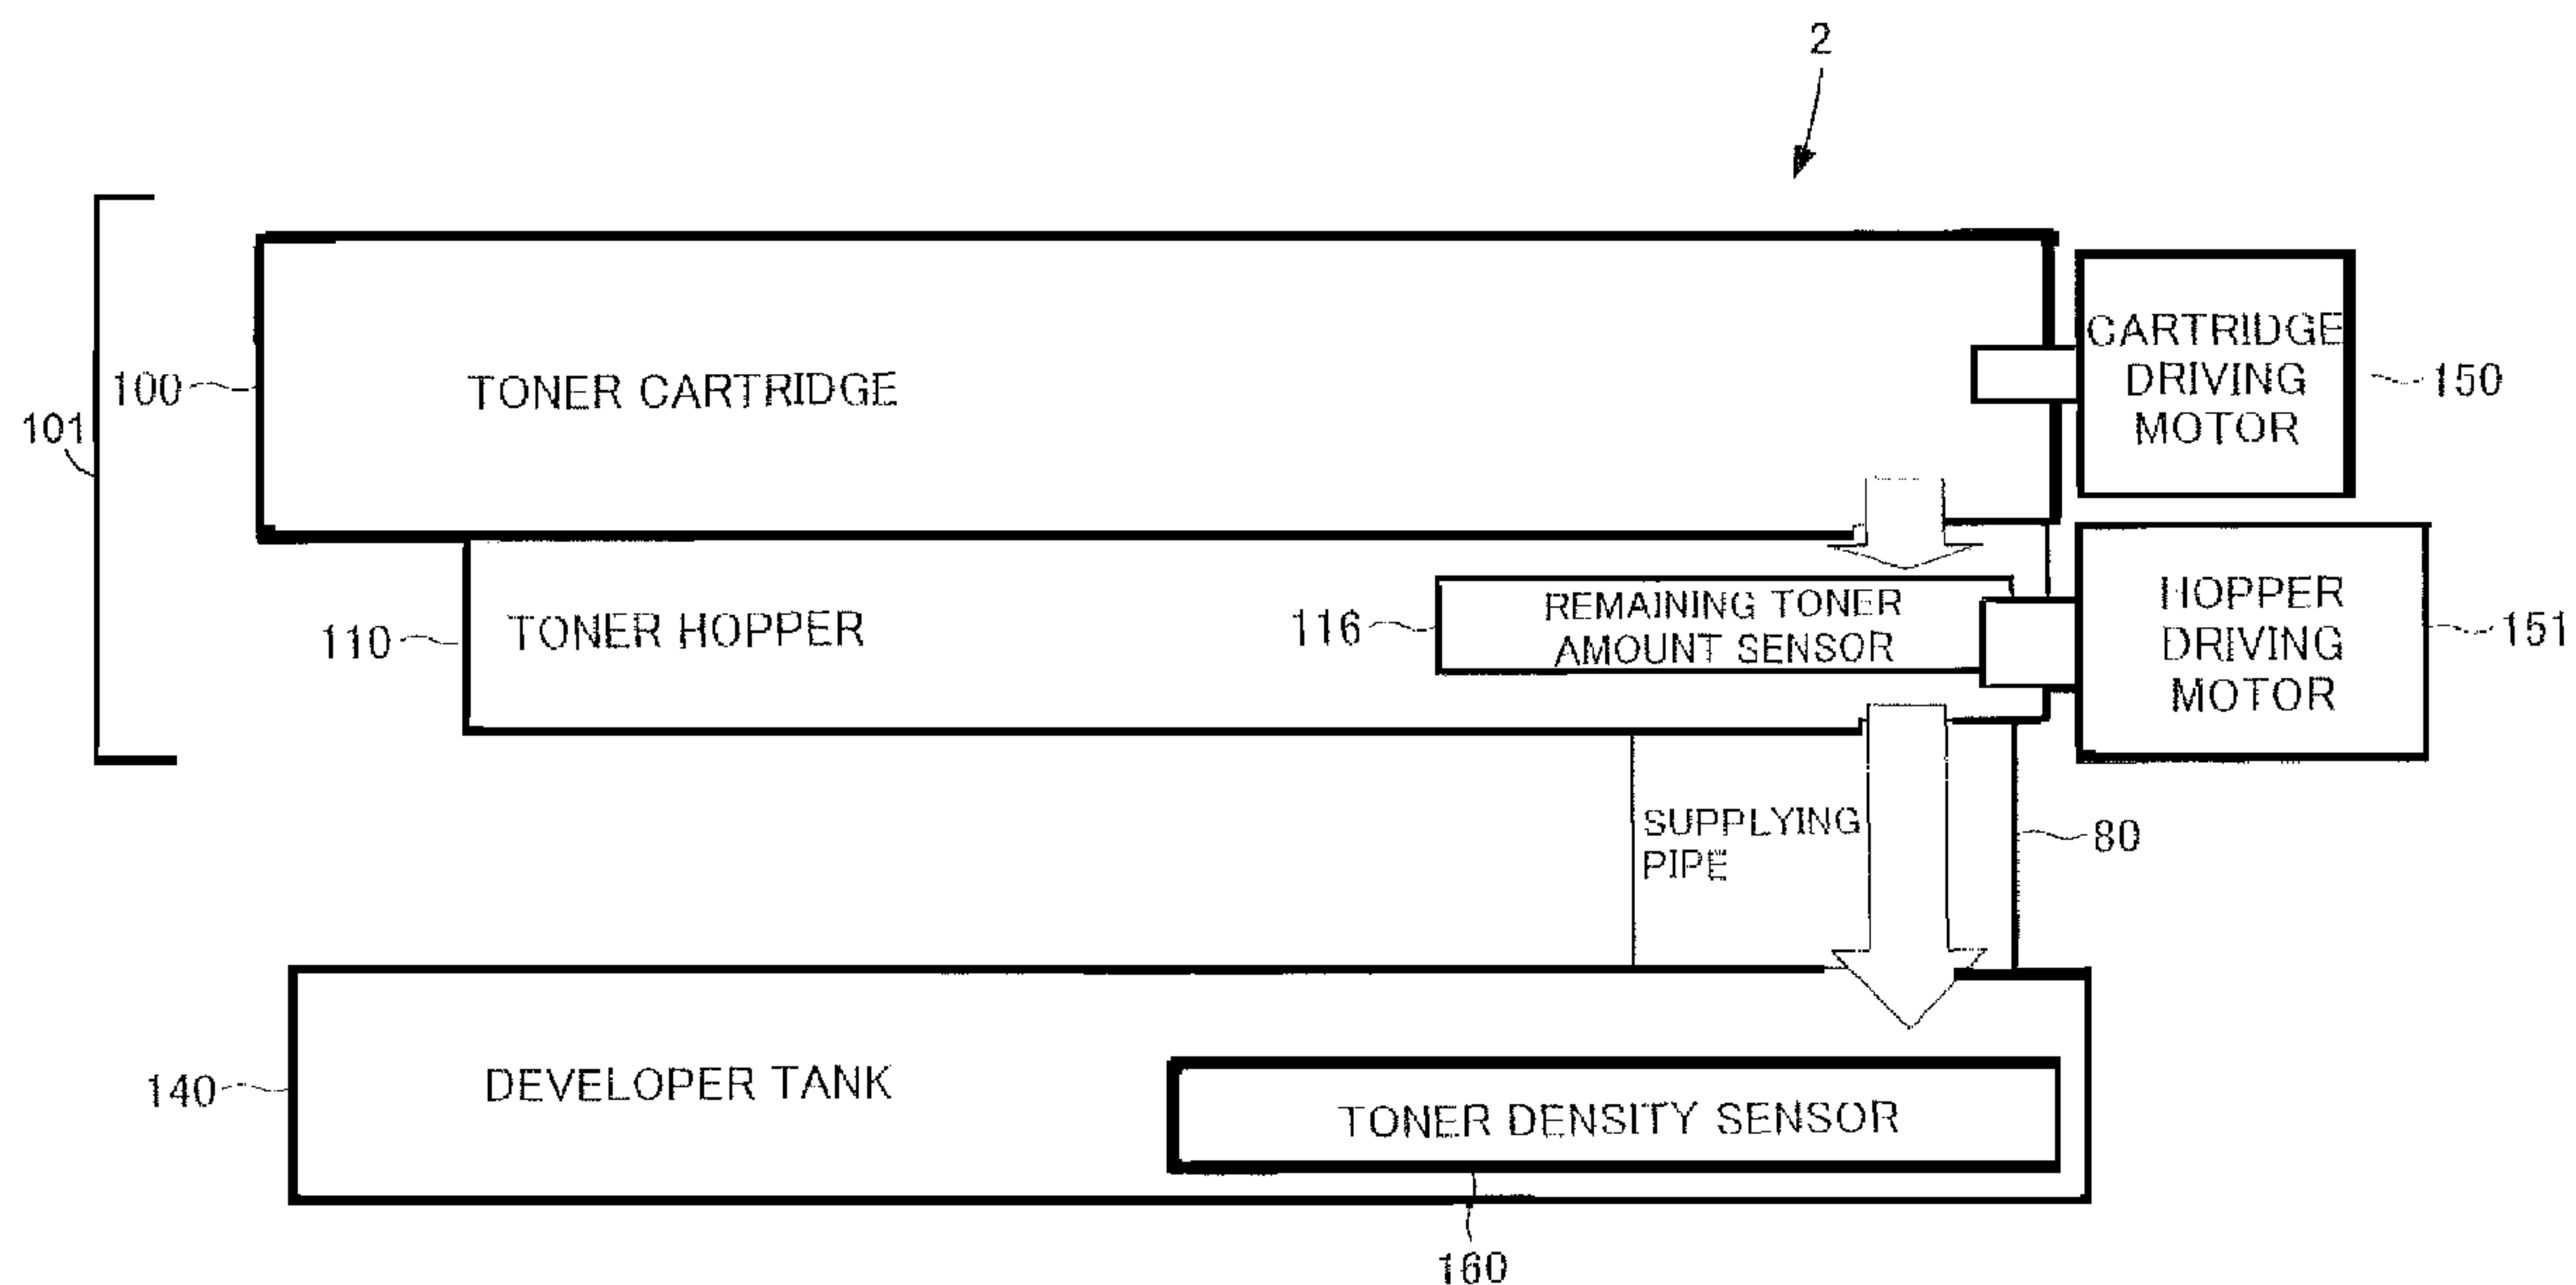 2
100
101
TONER CARTRIDGE
CARTRIDGE
DRIVING
MOTOR
150
110
TONER HOPPER
116
REMAINING TONER
AMOUNT SENSOR
HOPPER
DRIVING
MOTOR
151
SUPPLYING
PIPE
80
140
DEVELOPER TANK
TONER DENSITY SENSOR
160